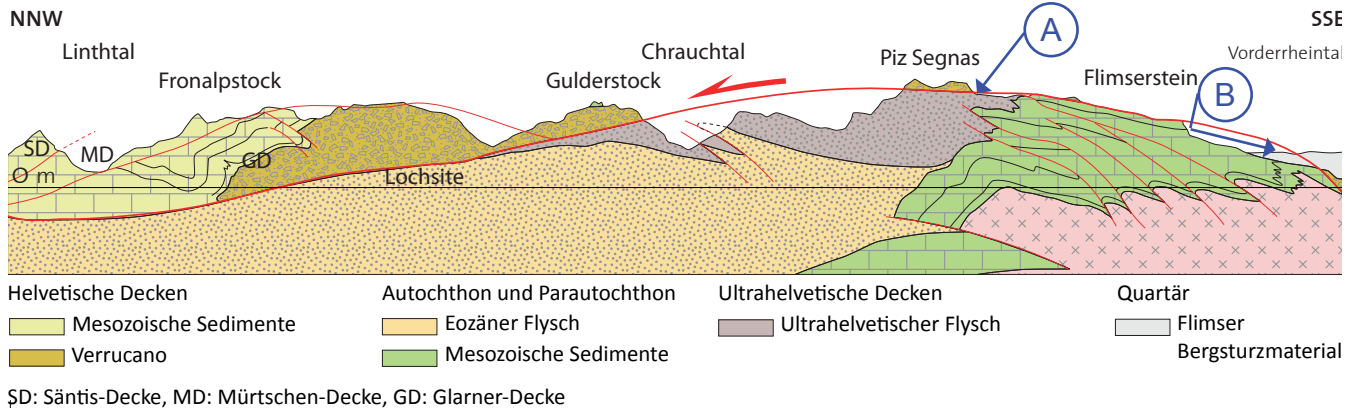 NNW
SSE
Linthtal
Fronalpstock
Gulderstock
Chrauchtal
Piz Segnas
A
Flimserstein
Vorderrheintal
B
SD
MD
GD
O m
Lochsite
Helvetische Decken
Mesozoische Sedimente
Verrucano
Autochthon und Parautochthon
Eozäner Flysch
Mesozoische Sedimente
Ultrahelvetische Decken
Ultrahelvetischer Flysch
Quartär
Flimser
Bergsturzmaterial
SD: Säntis-Decke, MD: Mürtschen-Decke, GD: Glarner-Decke